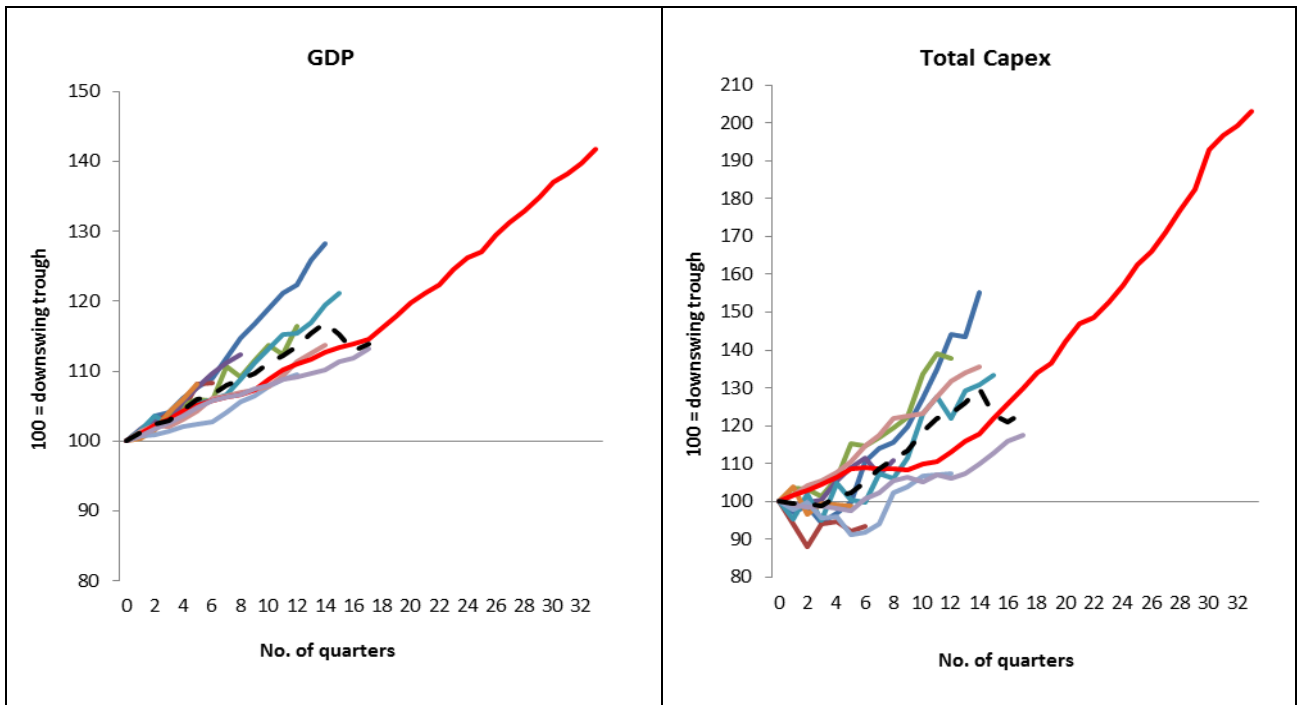 GDP
150
140
130
120
110
100
90
80
100 = downswing trough
0 2 4 6 8 10 12 14 16 18 20 22 24 26 28 30 32
No. of quarters
Total Capex
210
200
190
180
170
160
150
140
130
120
110
100
90
80
100 = downswing trough
0 2 4 6 8 10 12 14 16 18 20 22 24 26 28 30 32
No. of quarters